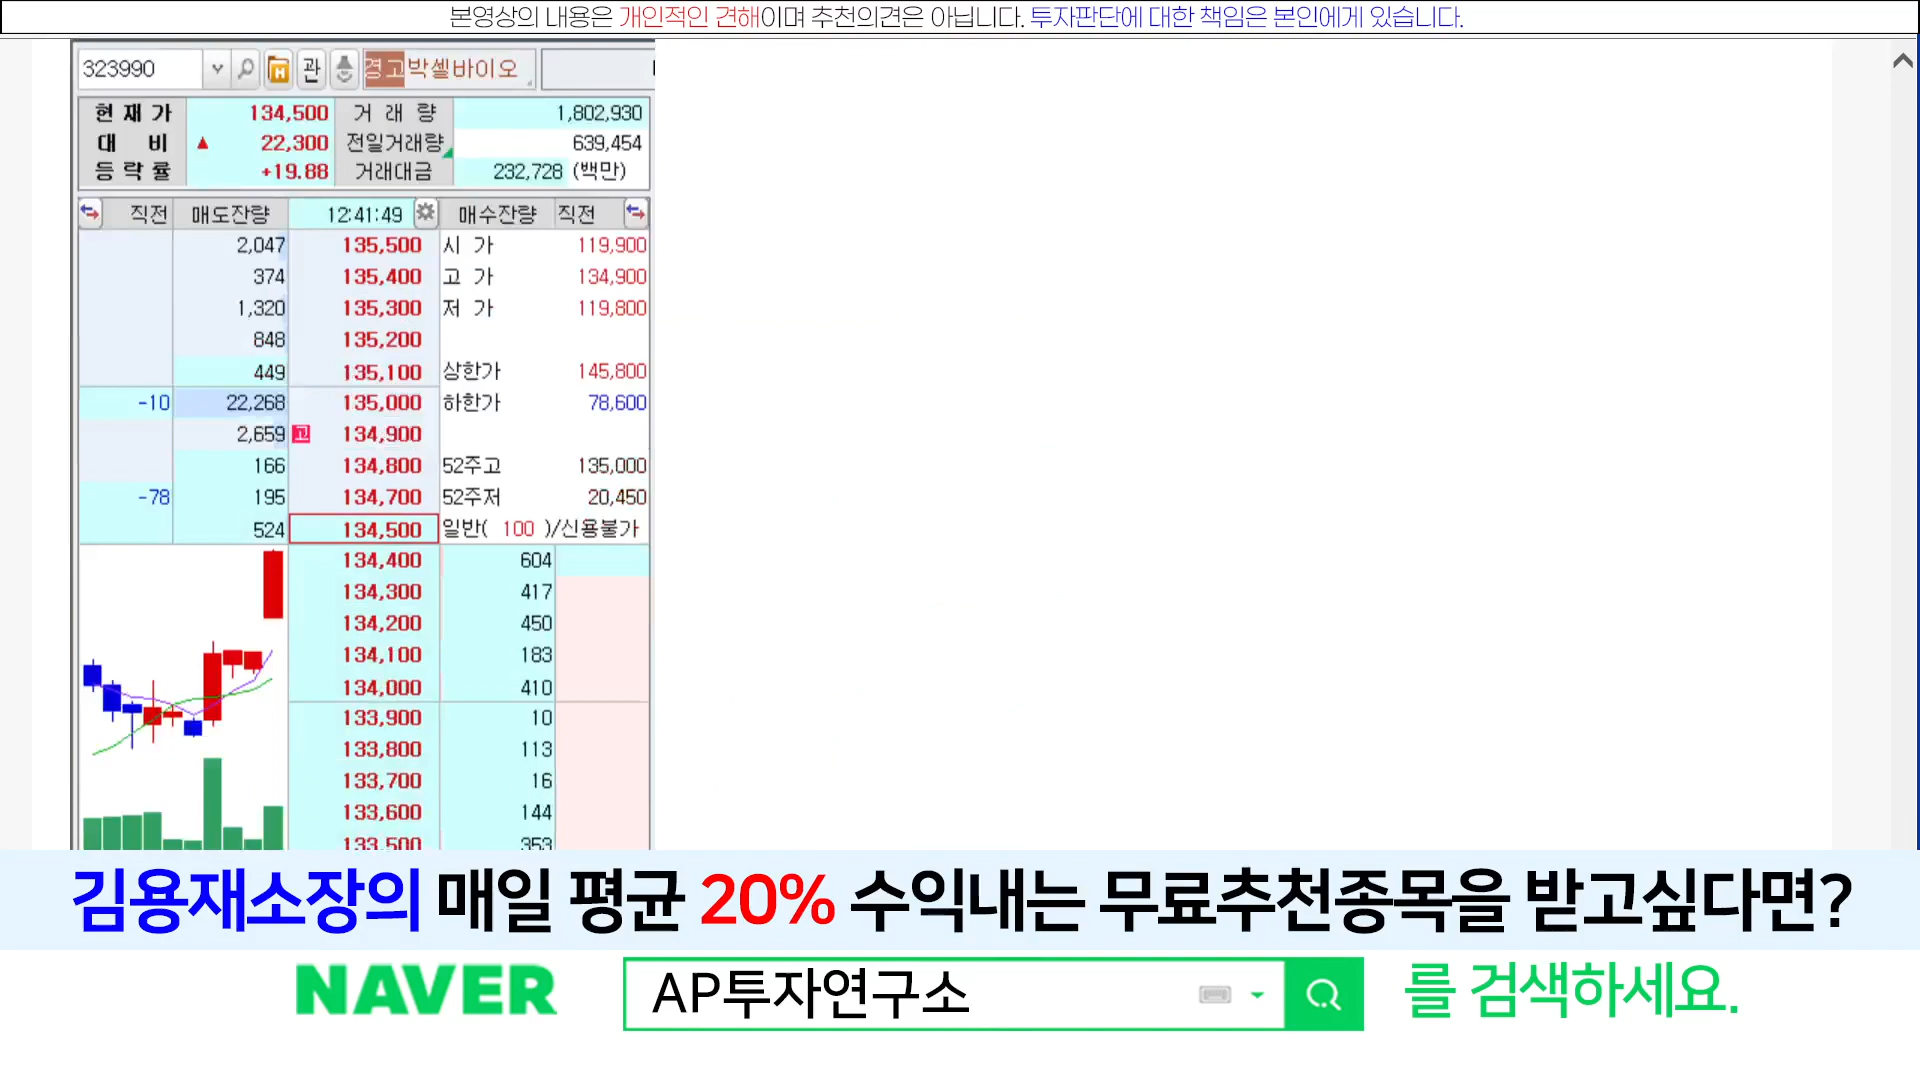 본영상의 내용은 개인적인 견해이며 추천의견은 아닙니다. 투자판단에 대한 책임은 본인에게 있습니다.
323990 관 경고박셀바이오
현재가 134,500 거래량 1,802,930
대비 ▲ 22,300 전일거래량 639,454
등락률 +19.88 거래대금 232,728 (백만)
직전 매도잔량 12:41:49 매수잔량 직전
2,047 135,500 시가 119,900
374 135,400 고가 134,900
1,320 135,300 저가 119,800
848 135,200
449 135,100 상한가 145,800
-10 22,268 135,000 하한가 78,600
2,659 고 134,900
166 134,800 52주고 135,000
-78 195 134,700 52주저 20,450
524 134,500 일반( 100 )/신용불가
134,400 604
134,300 417
134,200 450
134,100 183
134,000 410
133,900 10
133,800 113
133,700 16
133,600 144
133,500 353
김용재소장의 매일 평균 20% 수익내는 무료추천종목을 받고싶다면?
NAVER AP투자연구소 를 검색하세요.